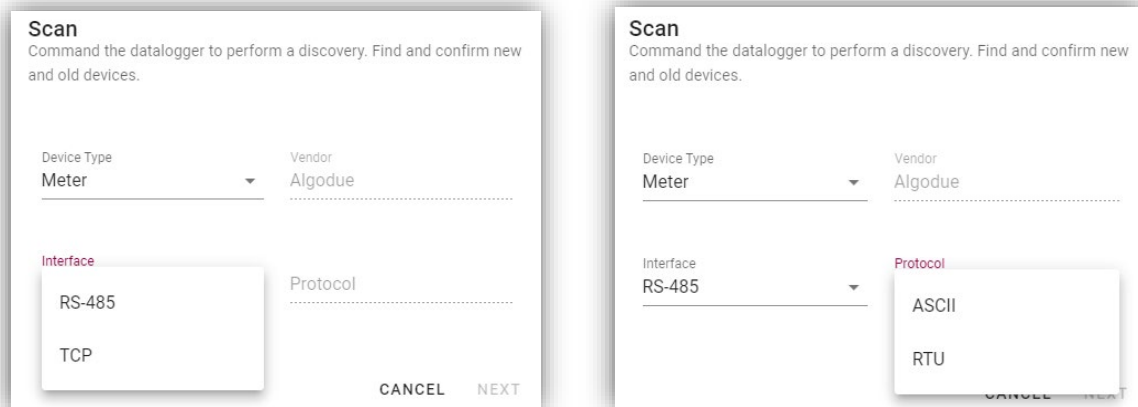 Scan
Command the datalogger to perform a discovery. Find and confirm new
and old devices.
Device Type
Meter
Vendor
Algodue
Interface
RS-485
TCP
Protocol
CANCEL
NEXT
Scan
Command the datalogger to perform a discovery. Find and confirm new
and old devices.
Device Type
Meter
Vendor
Algodue
Interface
RS-485
Protocol
ASCII
RTU
CANCEL
NEXT